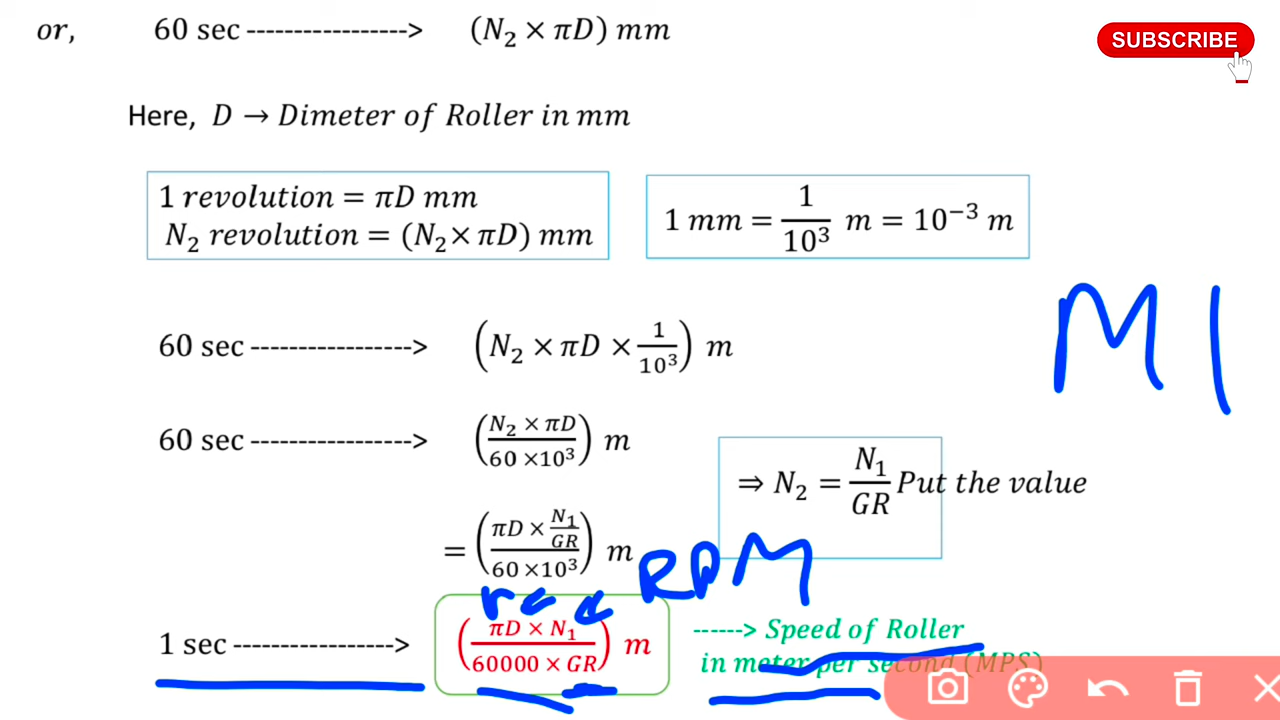 or, 60 sec -----------------> (N₂ × πD) mm
SUBSCRIBE
Here, D → Dimeter of Roller in mm
1 revolution = πD mm
N₂ revolution = (N₂× πD) mm
1 mm = 1/10³ m = 10⁻³ m
60 sec -----------------> (N₂ × πD × 1/10³) m
M I
60 sec -----------------> ((N₂ × πD)/(60 ×10³)) m
⇒ N₂ = N₁/GR Put the value
= ((πD × N₁/GR)/(60 ×10³)) m
RPM
r
1 sec -----------------> ((πD × N₁)/(60000 × GR)) m
------> Speed of Roller
in meter per second (MPS)